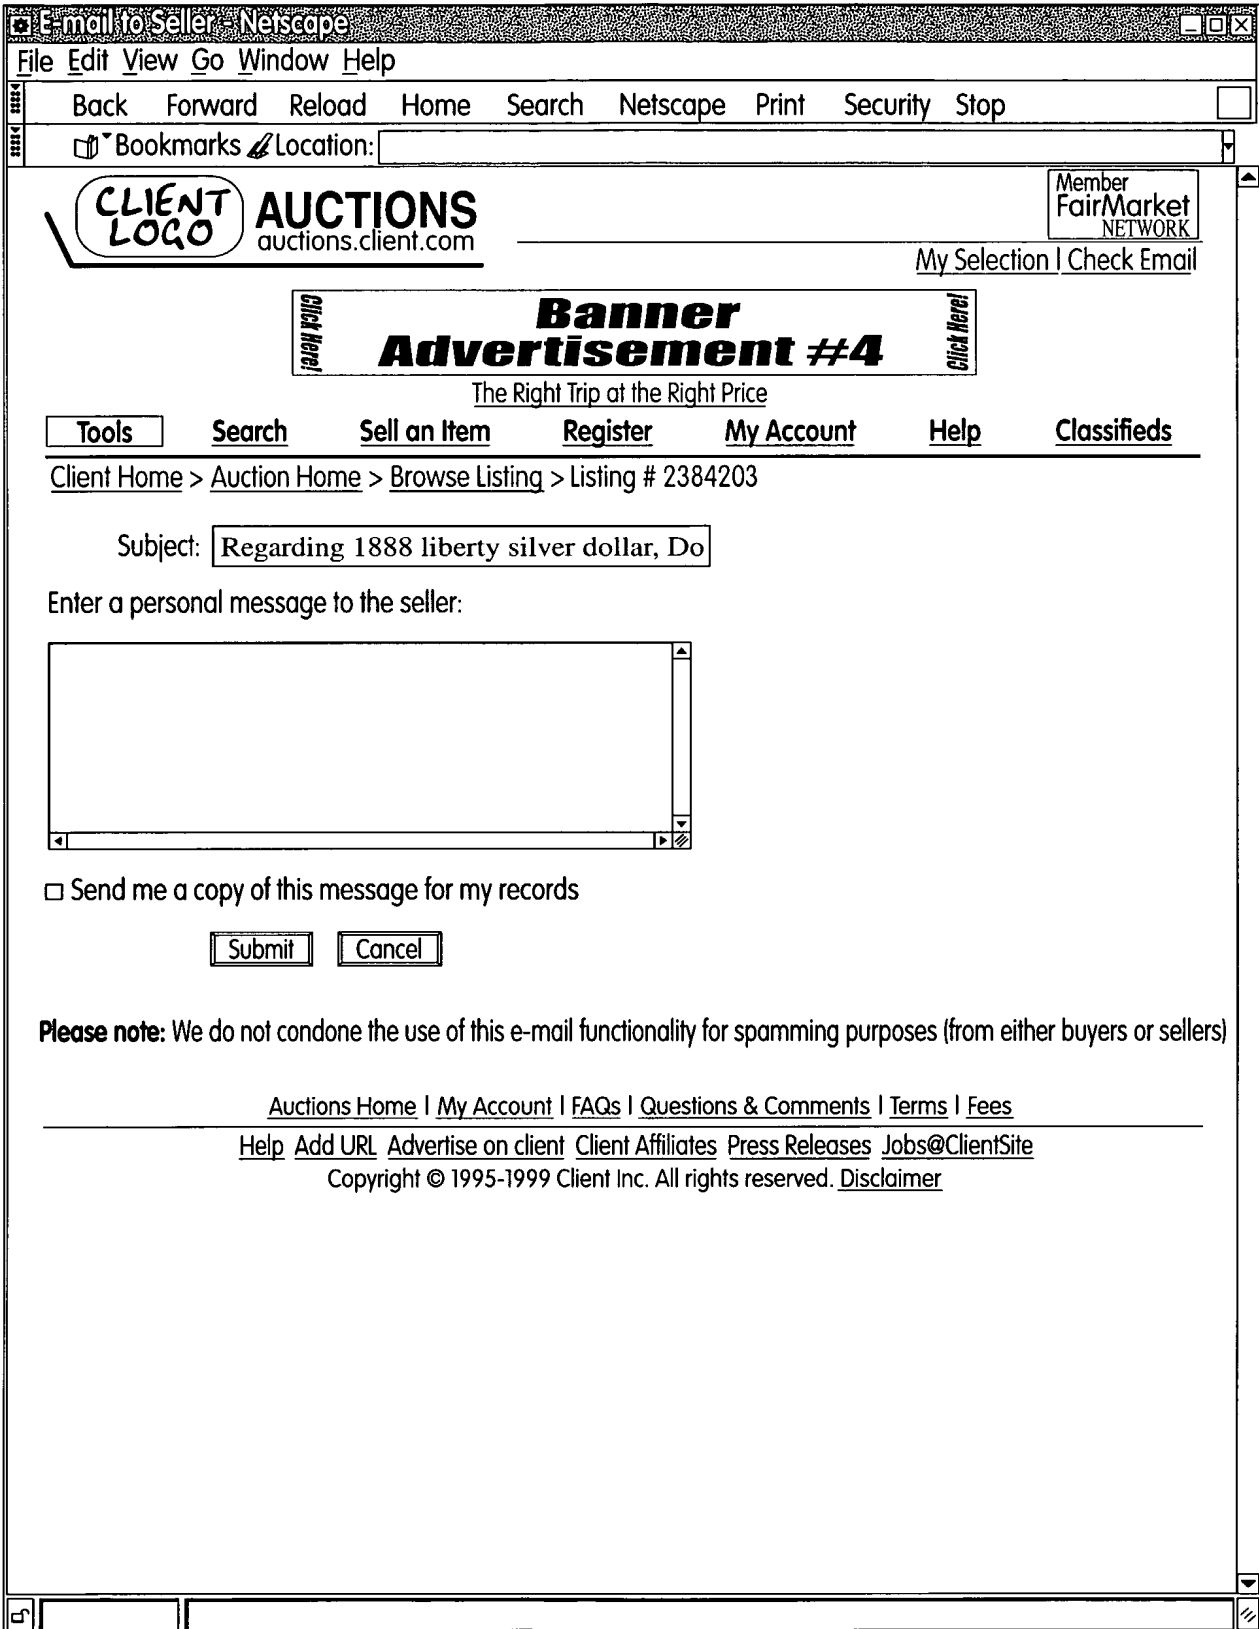 E-mail to Seller - Netscape
File Edit View Go Window Help
Back Forward Reload Home Search Netscape Print Security Stop
Bookmarks Location:
CLIENT LOGO
AUCTIONS
auctions.client.com
Member
FairMarket
NETWORK
My Selection | Check Email
Click Here!
Banner
Advertisement #4
Click Here!
The Right Trip at the Right Price
Tools Search Sell an Item Register My Account Help Classifieds
Client Home > Auction Home > Browse Listing > Listing # 2384203
Subject: Regarding 1888 liberty silver dollar, Do
Enter a personal message to the seller:
Send me a copy of this message for my records
Submit Cancel
Please note: We do not condone the use of this e-mail functionality for spamming purposes (from either buyers or sellers)
Auctions Home | My Account | FAQs | Questions & Comments | Terms | Fees
Help Add URL Advertise on client Client Affiliates Press Releases Jobs@ClientSite
Copyright © 1995-1999 Client Inc. All rights reserved. Disclaimer